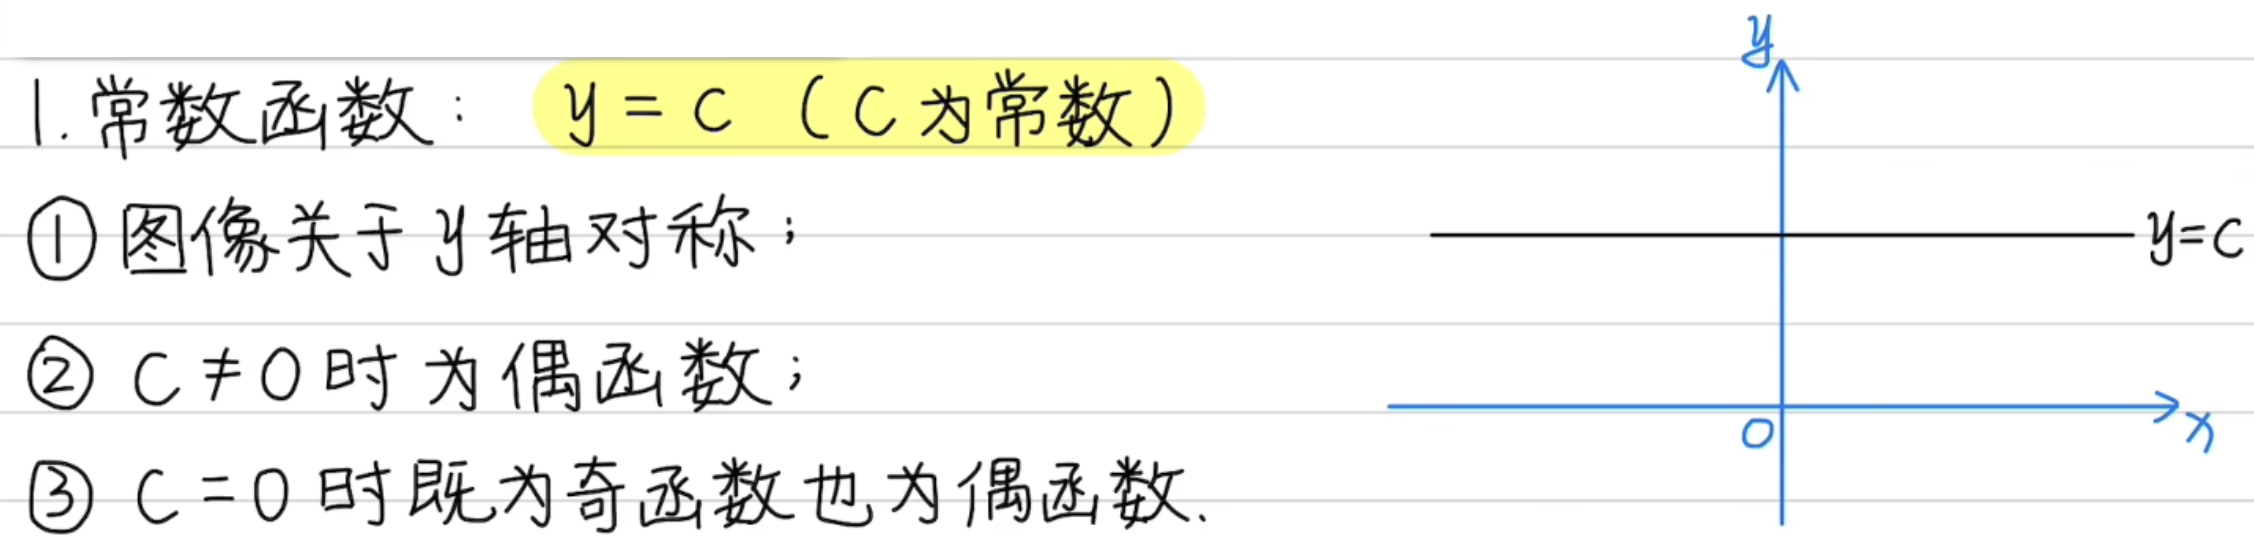 1. 常数函数: y = C (C为常数)
① 图像关于y轴对称;
② C≠0时为偶函数;
③ C=0时既为奇函数也为偶函数.
y
y=C
0
x